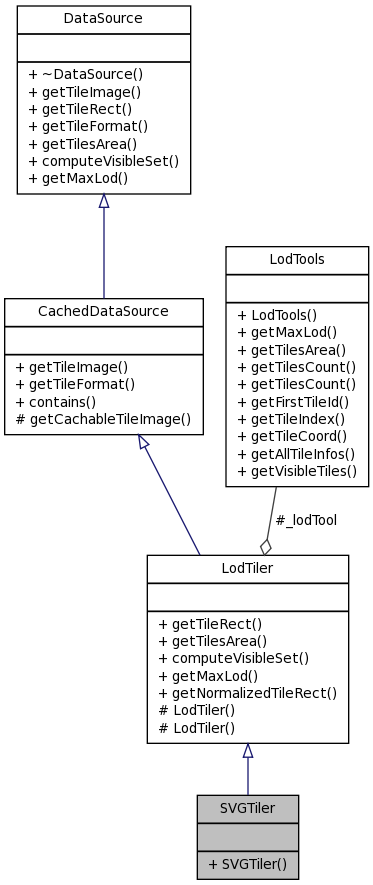 DataSource
+ ~DataSource()
+ getTileImage()
+ getTileRect()
+ getTileFormat()
+ getTilesArea()
+ computeVisibleSet()
+ getMaxLod()
CachedDataSource
+ getTileImage()
+ getTileFormat()
+ contains()
# getCachableTileImage()
LodTools
+ LodTools()
+ getMaxLod()
+ getTilesArea()
+ getTilesCount()
+ getTilesCount()
+ getFirstTileId()
+ getTileIndex()
+ getTileCoord()
+ getAllTileInfos()
+ getVisibleTiles()
#_lodTool
LodTiler
+ getTileRect()
+ getTilesArea()
+ computeVisibleSet()
+ getMaxLod()
+ getNormalizedTileRect()
# LodTiler()
# LodTiler()
SVGTiler
+ SVGTiler()